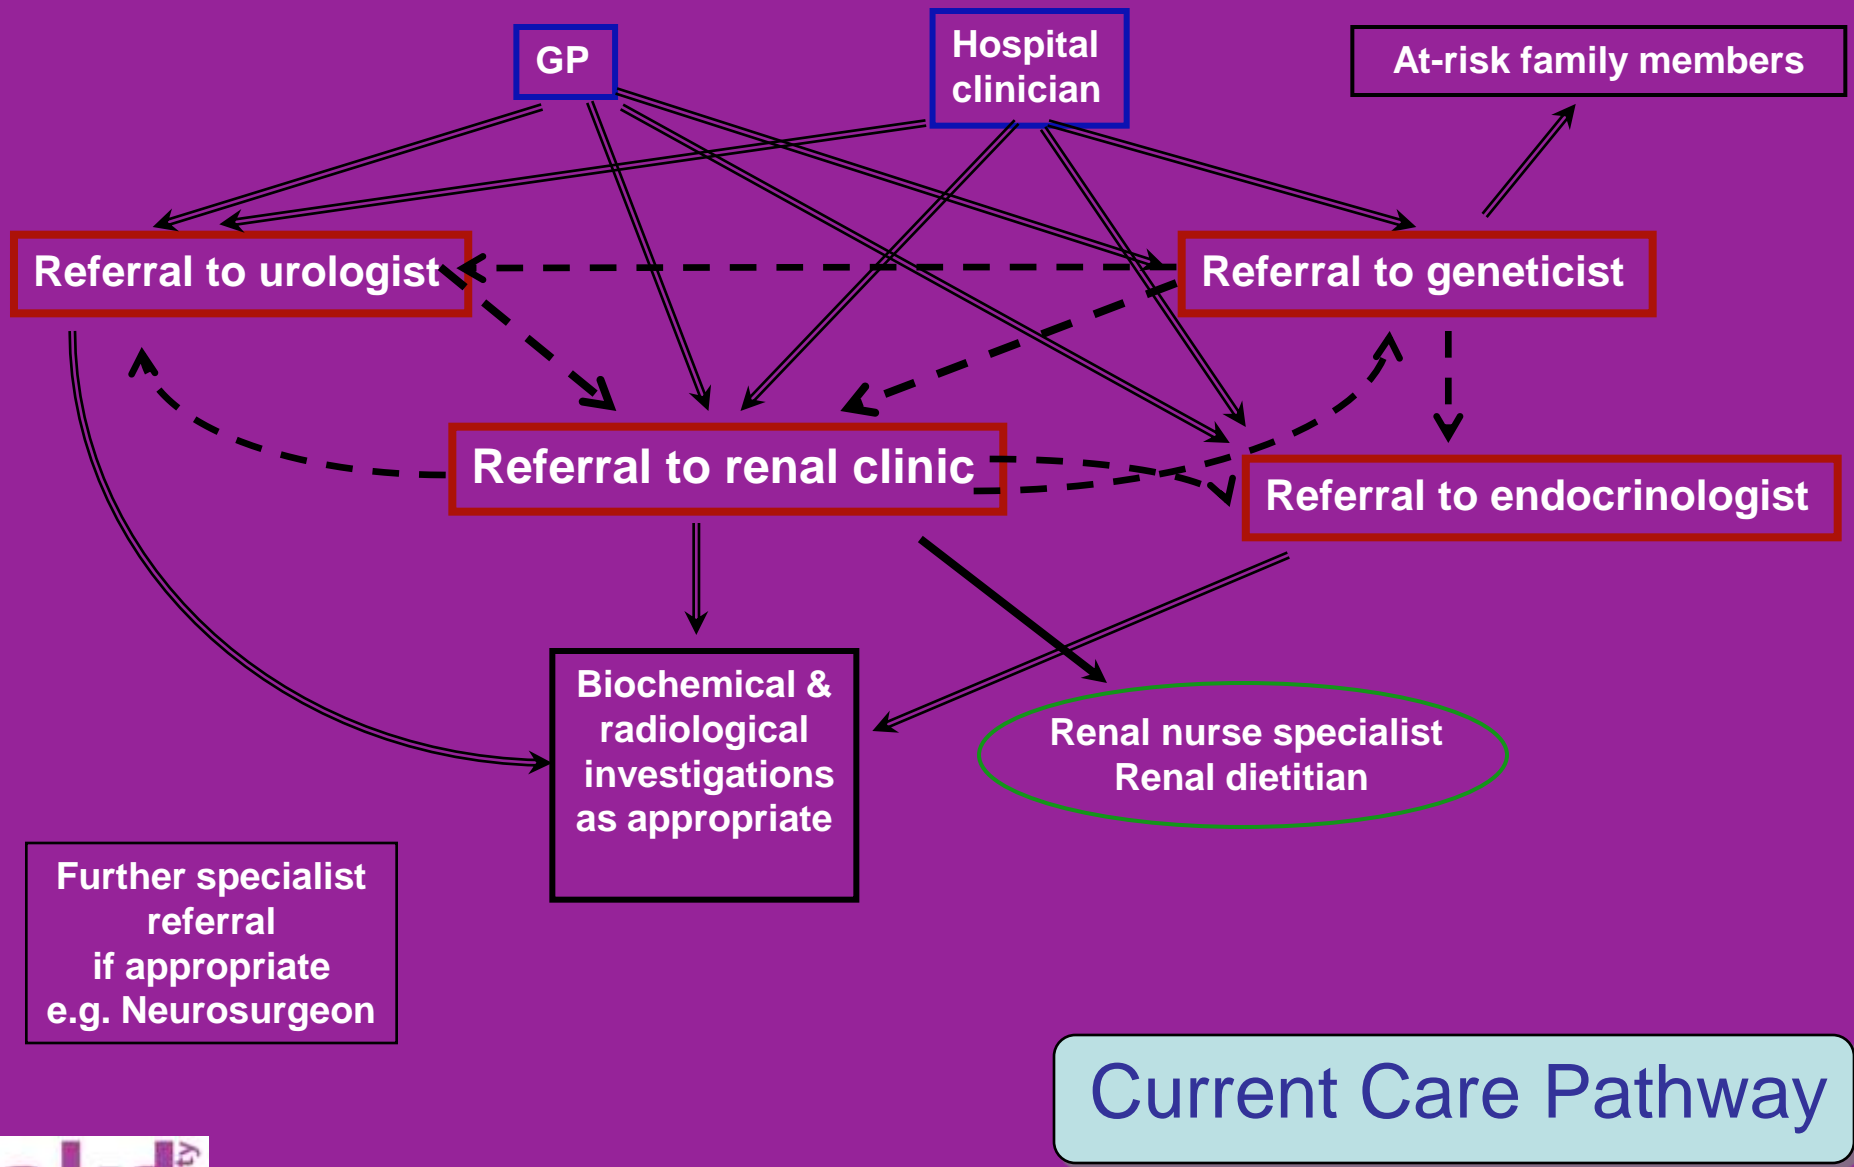 GP
Hospital
clinician
At-risk family members
Referral to urologist
Referral to geneticist
Referral to renal clinic
Referral to endocrinologist
Biochemical &
radiological
investigations
as appropriate
Renal nurse specialist
Renal dietitian
Further specialist
referral
if appropriate
e.g. Neurosurgeon
Current Care Pathway